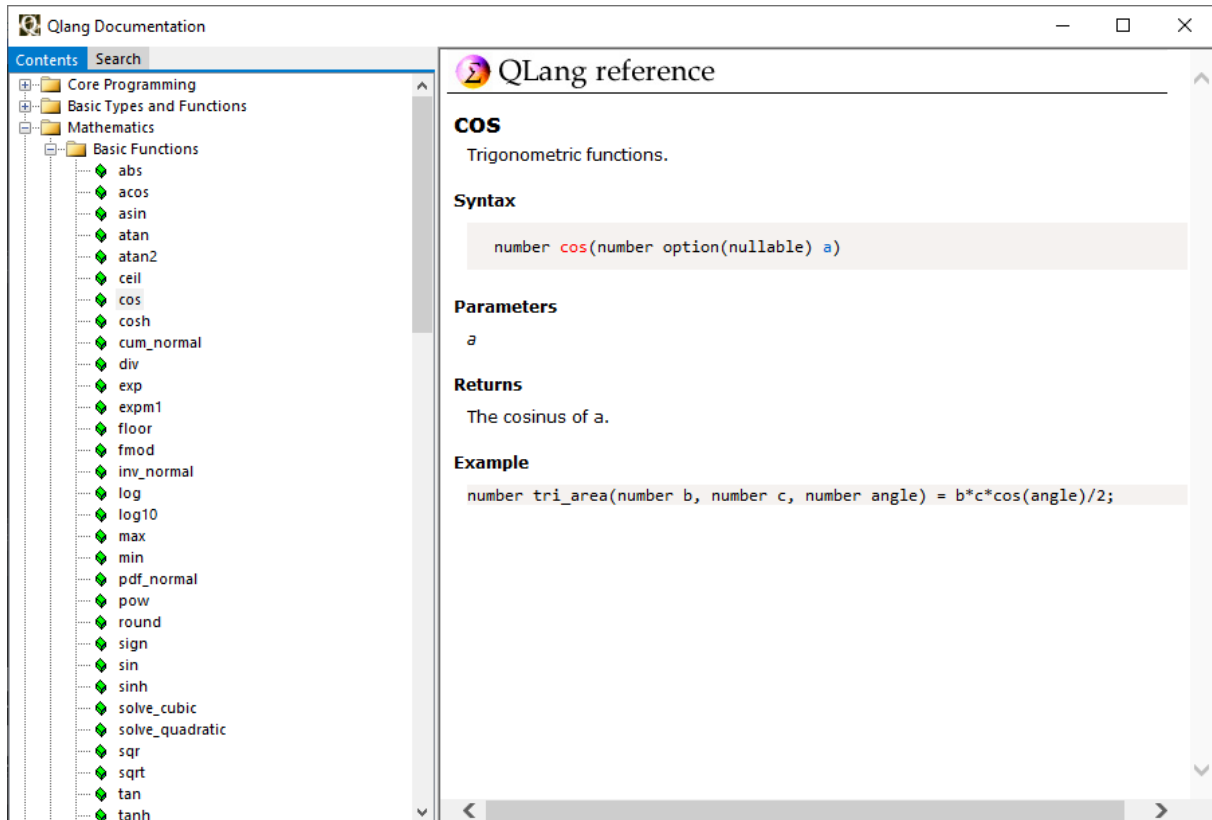 Qlang Documentation
Contents Search
Core Programming
Basic Types and Functions
Mathematics
Basic Functions
abs
acos
asin
atan
atan2
ceil
cos
cosh
cum_normal
div
exp
expm1
floor
fmod
inv_normal
log
log10
max
min
pdf_normal
pow
round
sign
sin
sinh
solve_cubic
solve_quadratic
sqr
sqrt
tan
tanh
QLang reference
cos
Trigonometric functions.
Syntax
number cos(number option(nullable) a)
Parameters
a
Returns
The cosinus of a.
Example
number tri_area(number b, number c, number angle) = b*c*cos(angle)/2;